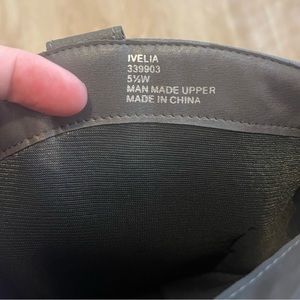 IVELIA
339903
5½W
MAN MADE UPPER
MADE IN CHINA